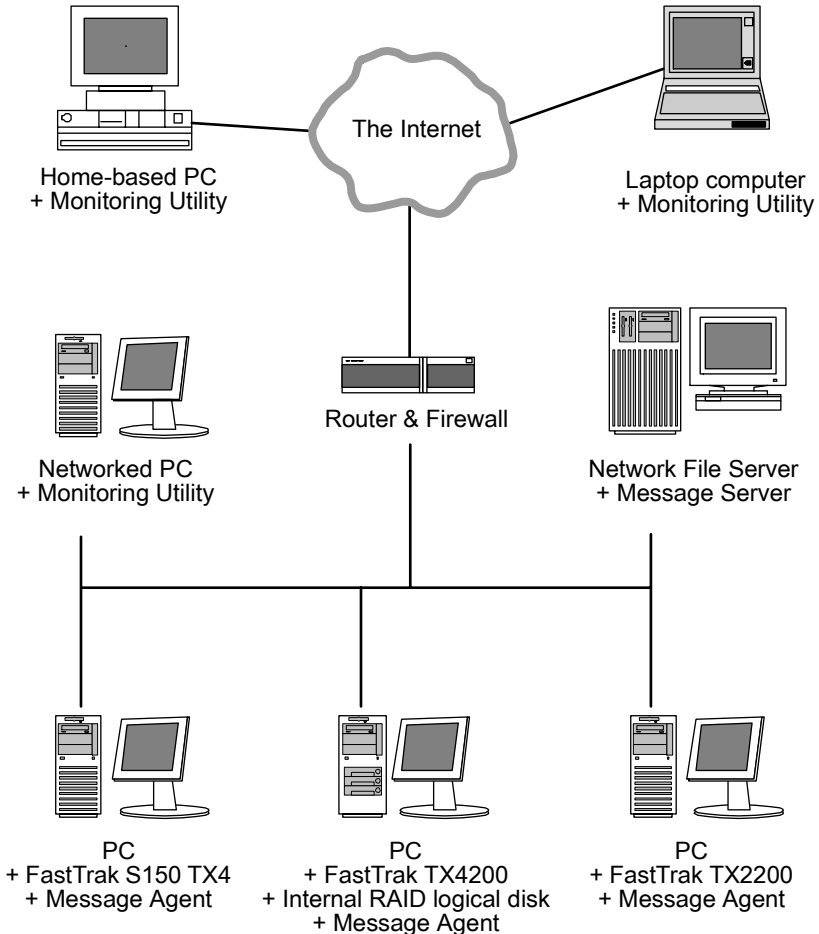 The Internet
Home-based PC
+ Monitoring Utility
Laptop computer
+ Monitoring Utility
Router & Firewall
Networked PC
+ Monitoring Utility
Network File Server
+ Message Server
PC
+ FastTrak S150 TX4
+ Message Agent
PC
+ FastTrak TX4200
+ Internal RAID logical disk
+ Message Agent
PC
+ FastTrak TX2200
+ Message Agent